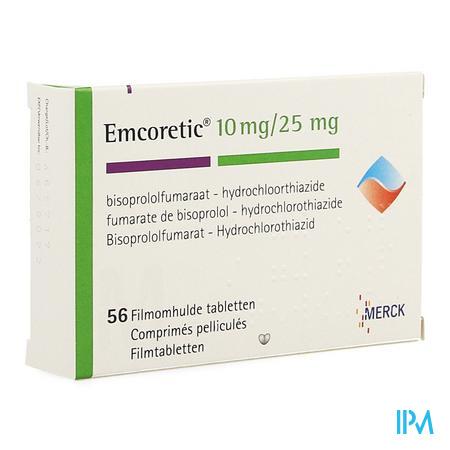 Emcoretic® 10 mg/25 mg
bisoprololfumaraat - hydrochloorthiazide
fumarate de bisoprolol - hydrochlorothiazide
Bisoprololfumarat - Hydrochlorothiazid
56 Filmomhulde tabletten
Comprimés pelliculés
Filmtabletten
MERCK
IPM